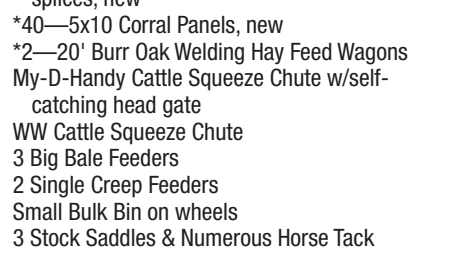 splices, new
*40—5x10 Corral Panels, new
*2—20' Burr Oak Welding Hay Feed Wagons
My-D-Handy Cattle Squeeze Chute w/self-
catching head gate
WW Cattle Squeeze Chute
3 Big Bale Feeders
2 Single Creep Feeders
Small Bulk Bin on wheels
3 Stock Saddles & Numerous Horse Tack